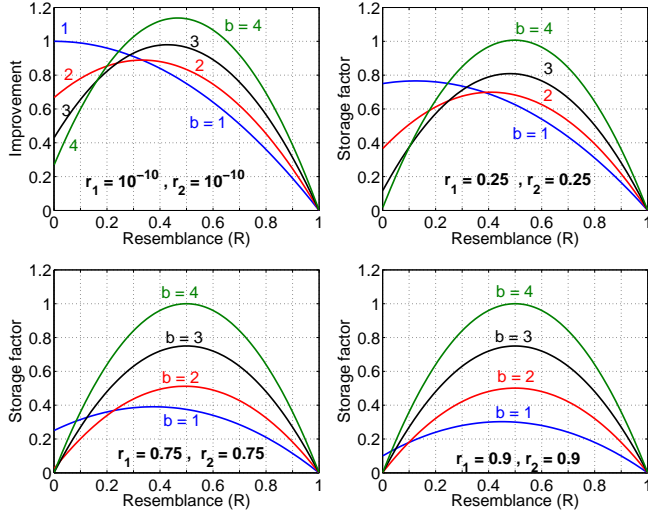 1.2
1
0.8
0.6
0.4
0.2
0
0 0.2 0.4 0.6 0.8 1
Improvement
Resemblance (R)
1
2
3
4
b = 4
3
2
b = 1
r1 = 10^−10 , r2 = 10^−10
1.2
1
0.8
0.6
0.4
0.2
0
0 0.2 0.4 0.6 0.8 1
Storage factor
Resemblance (R)
b = 4
3
2
b = 1
r1 = 0.25 , r2 = 0.25
1.2
1
0.8
0.6
0.4
0.2
0
0 0.2 0.4 0.6 0.8 1
Storage factor
Resemblance (R)
b = 4
b = 3
b = 2
b = 1
r1 = 0.75 , r2 = 0.75
1.2
1
0.8
0.6
0.4
0.2
0
0 0.2 0.4 0.6 0.8 1
Storage factor
Resemblance (R)
b = 4
b = 3
b = 2
b = 1
r1 = 0.9 , r2 = 0.9